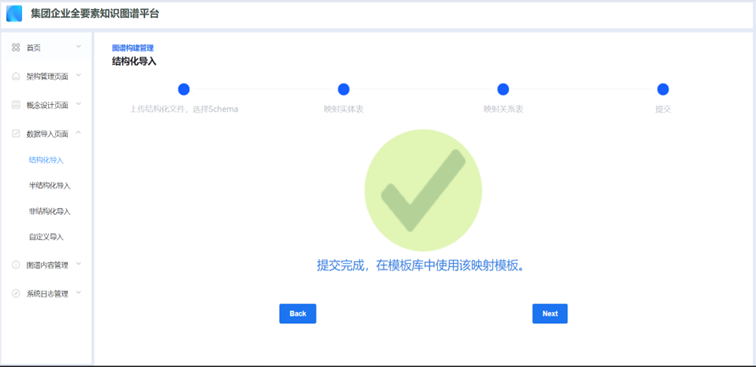 集团企业全要素知识图谱平台
首页
架构管理页面
概念设计页面
数据导入页面
结构化导入
半结构化导入
非结构化导入
自定义导入
图谱内容管理
系统日志管理
图谱构建管理
结构化导入
上传结构化文件，选择Schema
映射实体表
映射关系表
提交
提交完成，在模板库中使用该映射模板。
Back
Next